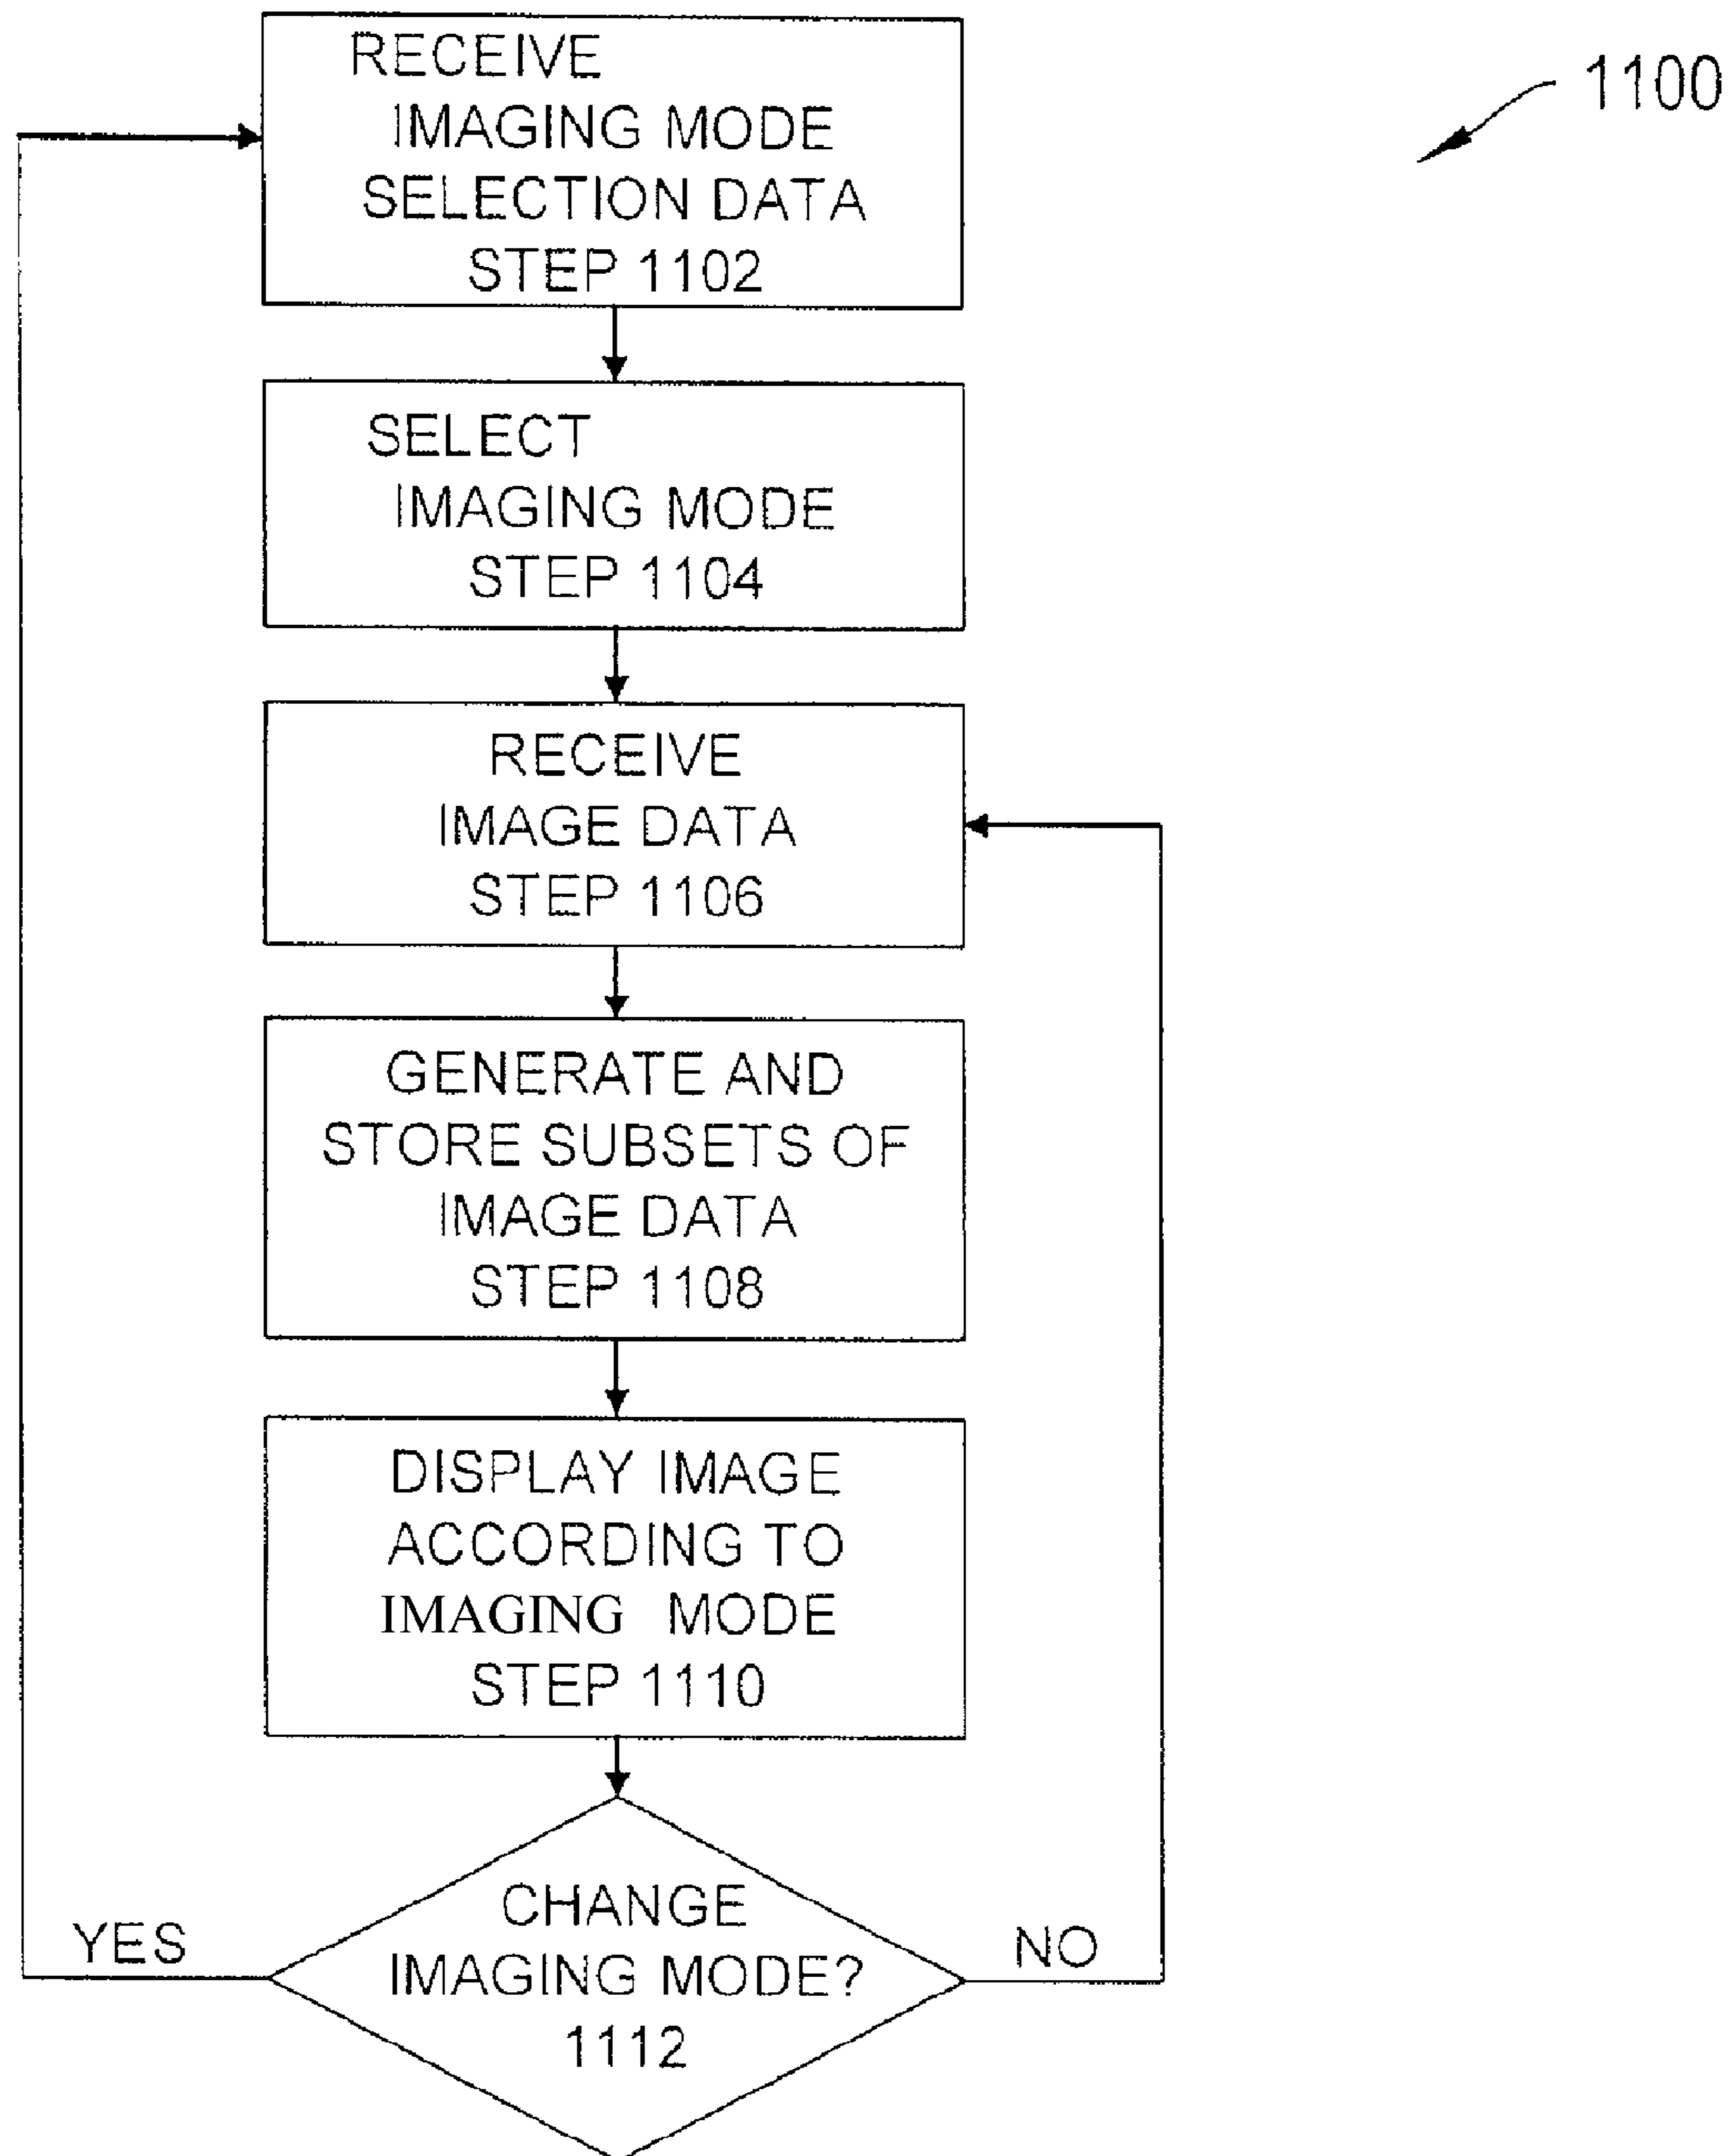 1100
RECEIVE
IMAGING MODE
SELECTION DATA
STEP 1102
SELECT
IMAGING MODE
STEP 1104
RECEIVE
IMAGE DATA
STEP 1106
GENERATE AND
STORE SUBSETS OF
IMAGE DATA
STEP 1108
DISPLAY IMAGE
ACCORDING TO
IMAGING MODE
STEP 1110
CHANGE
IMAGING MODE?
1112
YES
NO